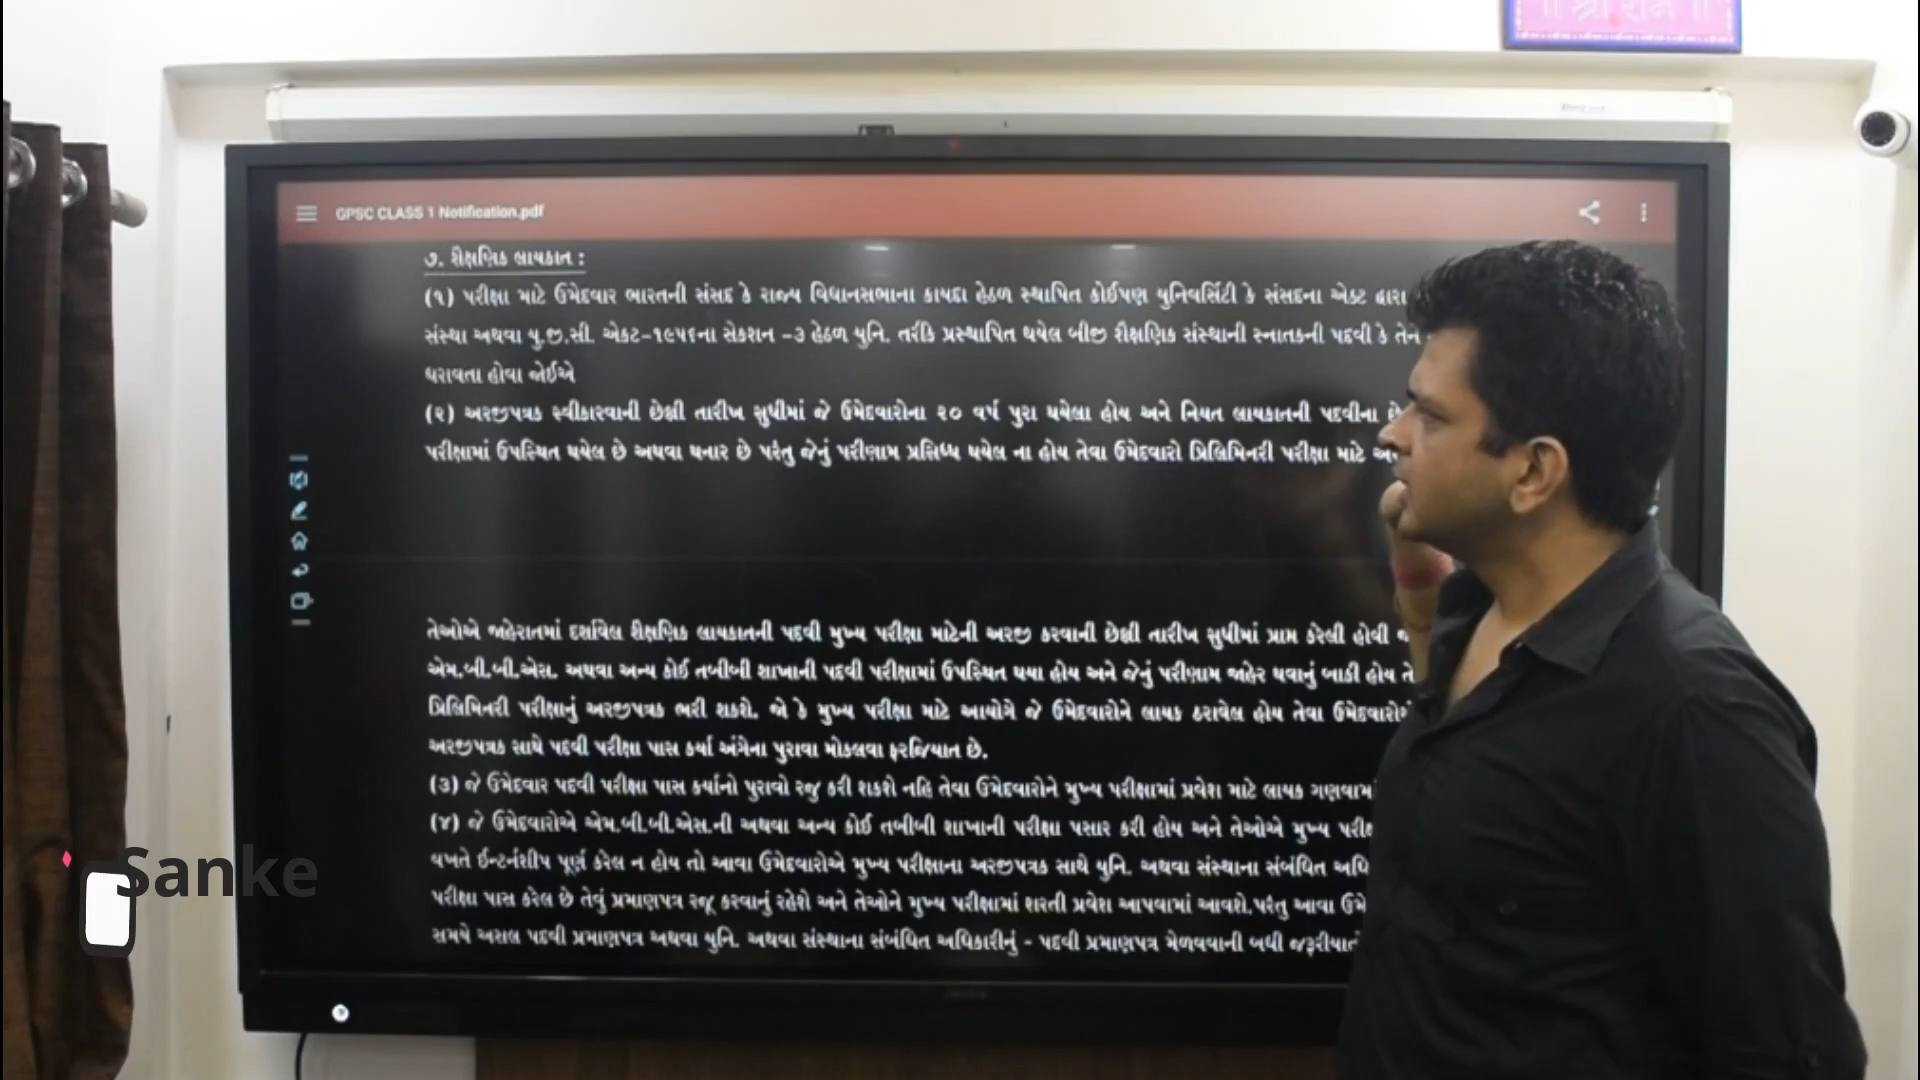 ॥ श्री राम ॥
GPSC CLASS 1 Notification.pdf
૭. શૈક્ષણિક લાયકાત :
(૧) પરીક્ષા માટે ઉમેદવાર ભારતની સંસદ કે રાજ્ય વિધાનસભાના કાયદા હેઠળ સ્થાપિત કોઈપણ યુનિવર્સિટી કે સંસદના એક્ટ દ્વારા
સંસ્થા અથવા યુ.જી.સી. એક્ટ-૧૯૫૬ના સેક્શન -૩ હેઠળ યુનિ. તરીકે પ્રસ્થાપિત થયેલ બીજી શૈક્ષણિક સંસ્થાની સ્નાતકની પદવી કે
ધરાવતા હોવા જોઈએ
(૨) અરજીપત્રક સ્વીકારવાની છેલ્લી તારીખ સુધીમાં જે ઉમેદવારોના ૨૦ વર્ષ પુરા થયેલા હોય અને નિયત લાયકાતની પદવીના
પરીક્ષામાં ઉપસ્થિત થયેલ છે અથવા થનાર છે પરંતુ જેનું પરીણામ પ્રસિધ્ધ થયેલ ના હોય તેવા ઉમેદવારો પ્રિલિમિનરી પરીક્ષા માટે
તેઓએ જાહેરાતમાં દર્શાવેલ શૈક્ષણિક લાયકાતની પદવી મુખ્ય પરીક્ષા માટેની અરજી કરવાની છેલ્લી તારીખ સુધીમાં પ્રાપ્ત કરેલી હોવી
એમ.બી.બી.એસ. અથવા અન્ય કોઈ તબીબી શાખાની પદવી પરીક્ષામાં ઉપસ્થિત થયા હોય અને જેનું પરીણામ જાહેર થવાનું બાકી હોય
પ્રિલિમિનરી પરીક્ષાનું અરજીપત્રક ભરી શકશે. જો કે મુખ્ય પરીક્ષા માટે આયોગે જે ઉમેદવારોને લાયક ઠરાવેલ હોય તેવા
અરજીપત્રક સાથે પદવી પરીક્ષા પાસ કર્યા અંગેના પુરાવા મોકલવા ફરજિયાત છે.
(૩) જે ઉમેદવાર પદવી પરીક્ષા પાસ કર્યાનો પુરાવો રજુ કરી શકશે નહિ તેવા ઉમેદવારોને મુખ્ય પરીક્ષામાં પ્રવેશ માટે લાયક
(૪) જે ઉમેદવારોએ એમ.બી.બી.એસ.ની અથવા અન્ય કોઈ તબીબી શાખાની પરીક્ષા પસાર કરી હોય અને તેઓએ મુખ્ય
વખતે ઈન્ટર્નશીપ પૂર્ણ કરેલ ન હોય તો આવા ઉમેદવારોએ મુખ્ય પરીક્ષાના અરજીપત્રક સાથે યુનિ. અથવા સંસ્થાના સંબંધિત
પરીક્ષા પાસ કરેલ છે તેવું પ્રમાણપત્ર રજૂ કરવાનું રહેશે અને તેઓને મુખ્ય પરીક્ષામાં શરતી પ્રવેશ આપવામાં આવશે.પરંતુ આવા
સમયે અસલ પદવી પ્રમાણપત્ર અથવા યુનિ. અથવા સંસ્થાના સંબંધિત અધિકારીનું - પદવી પ્રમાણપત્ર મેળવવાની બધી
Sanke